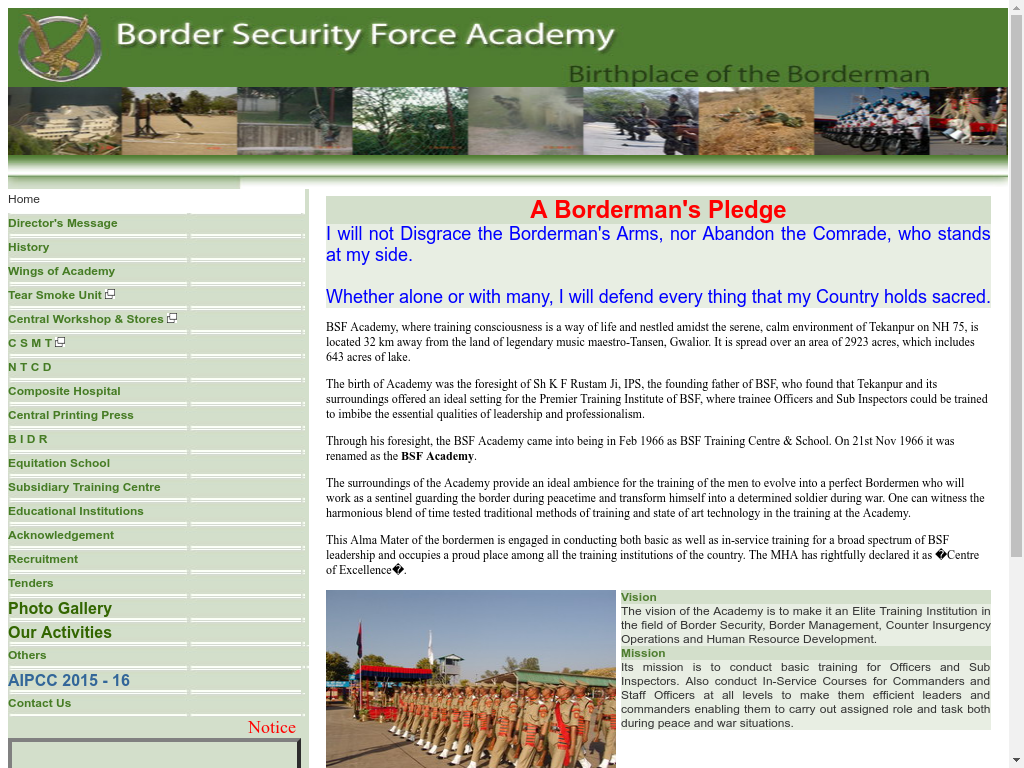 Border Security Force Academy
Birthplace of the Borderman
Home
Director's Message
History
Wings of Academy
Tear Smoke Unit
Central Workshop & Stores
C S M T
N T C D
Composite Hospital
Central Printing Press
B I D R
Equitation School
Subsidiary Training Centre
Educational Institutions
Acknowledgement
Recruitment
Tenders
Photo Gallery
Our Activities
Others
AIPCC 2015 - 16
Contact Us
Notice
A Borderman's Pledge
I will not Disgrace the Borderman's Arms, nor Abandon the Comrade, who stands
at my side.
Whether alone or with many, I will defend every thing that my Country holds sacred.
BSF Academy, where training consciousness is a way of life and nestled amidst the serene, calm environment of Tekanpur on NH 75, is
located 32 km away from the land of legendary music maestro-Tansen, Gwalior. It is spread over an area of 2923 acres, which includes
643 acres of lake.
The birth of Academy was the foresight of Sh K F Rustam Ji, IPS, the founding father of BSF, who found that Tekanpur and its
surroundings offered an ideal setting for the Premier Training Institute of BSF, where trainee Officers and Sub Inspectors could be trained
to imbibe the essential qualities of leadership and professionalism.
Through his foresight, the BSF Academy came into being in Feb 1966 as BSF Training Centre & School. On 21st Nov 1966 it was
renamed as the BSF Academy.
The surroundings of the Academy provide an ideal ambience for the training of the men to evolve into a perfect Bordermen who will
work as a sentinel guarding the border during peacetime and transform himself into a determined soldier during war. One can witness the
harmonious blend of time tested traditional methods of training and state of art technology in the training at the Academy.
This Alma Mater of the bordermen is engaged in conducting both basic as well as in-service training for a broad spectrum of BSF
leadership and occupies a proud place among all the training institutions of the country. The MHA has rightfully declared it as �Centre
of Excellence�.
Vision
The vision of the Academy is to make it an Elite Training Institution in
the field of Border Security, Border Management, Counter Insurgency
Operations and Human Resource Development.
Mission
Its mission is to conduct basic training for Officers and Sub
Inspectors. Also conduct In-Service Courses for Commanders and
Staff Officers at all levels to make them efficient leaders and
commanders enabling them to carry out assigned role and task both
during peace and war situations.